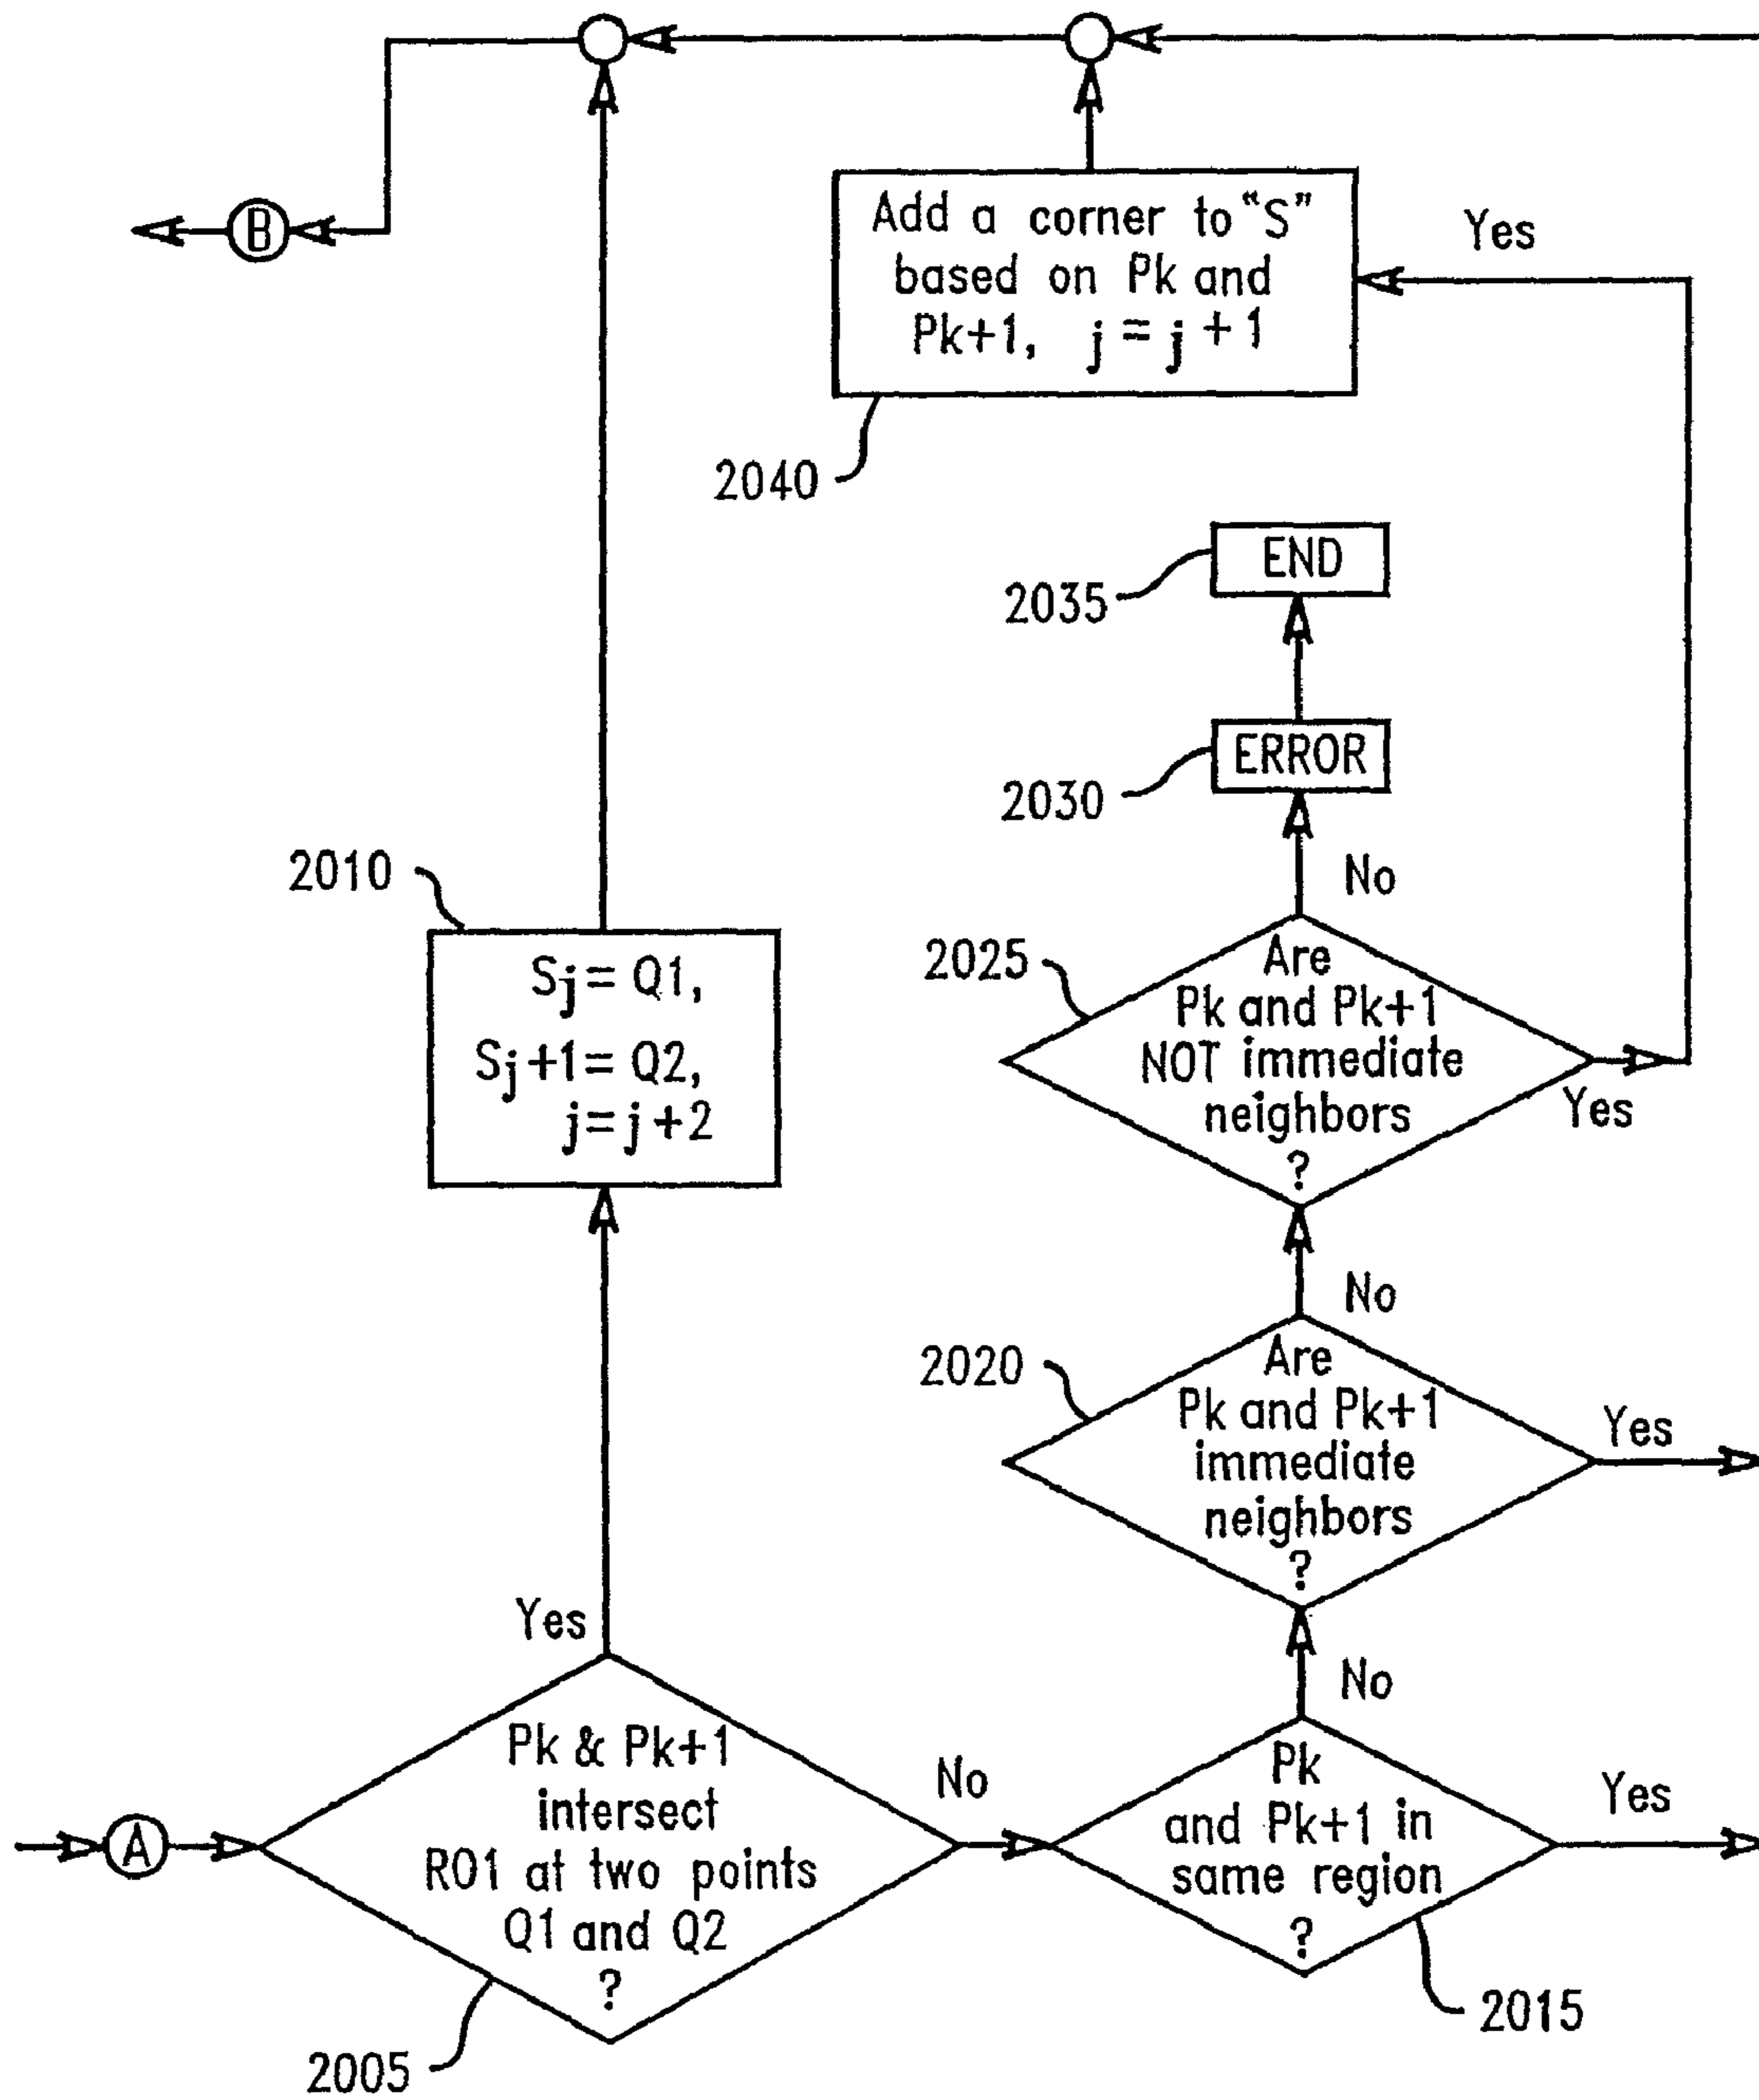 B
Add a corner to “S”
based on Pk and
Pk+1, j = j + 1
Yes
2040
END
2035
ERROR
2030
No
2010
Sj = Q1,
Sj+1 = Q2,
j = j+2
2025
Are
Pk and Pk+1
NOT immediate
neighbors
?
Yes
No
2020
Are
Pk and Pk+1
immediate
neighbors
?
Yes
Yes
No
A
Pk & Pk+1
intersect
R01 at two points
Q1 and Q2
?
No
Pk
and Pk+1 in
same region
?
Yes
2005
2015